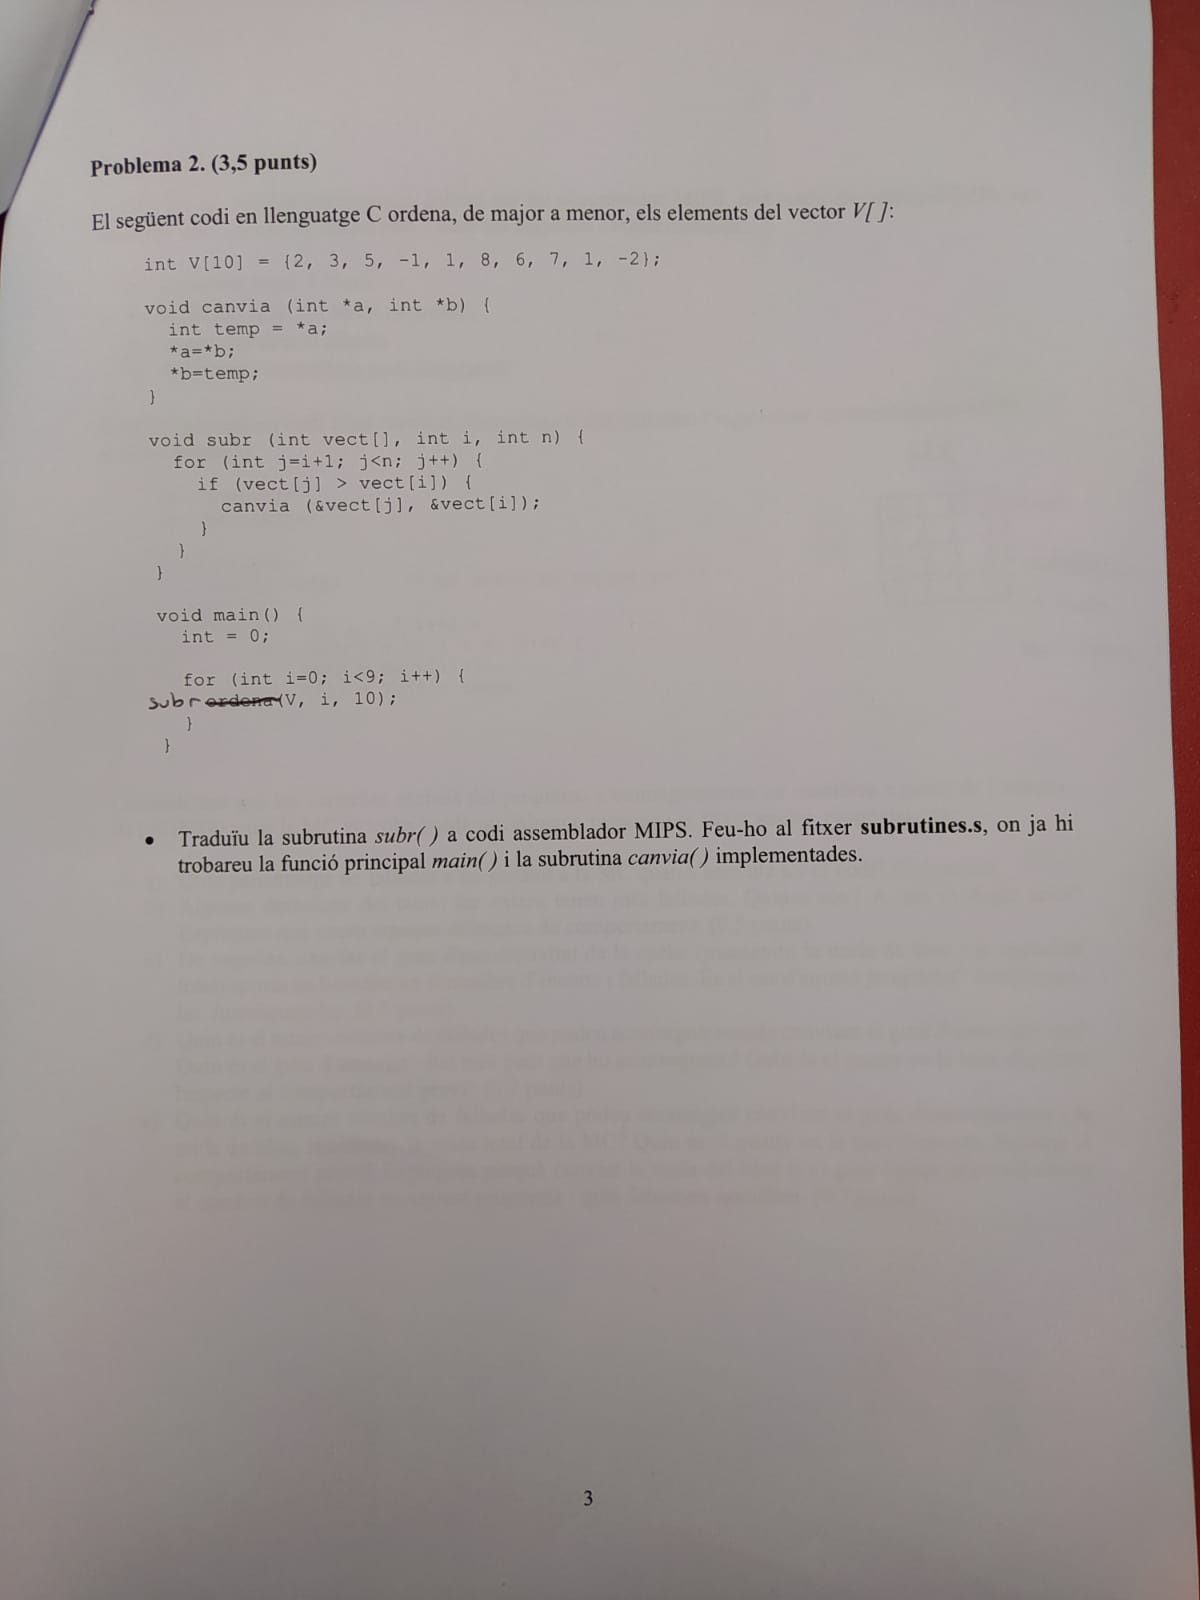 Problema 2. (3,5 punts)
El següent codi en llenguatge C ordena, de major a menor, els elements del vector V[ ]:
int V[10] = {2, 3, 5, -1, 1, 8, 6, 7, 1, -2};
void canvia (int *a, int *b) {
int temp = *a;
*a=*b;
*b=temp;
}
void subr (int vect[], int i, int n) {
for (int j=i+1; j<n; j++) {
if (vect[j] > vect[i]) {
canvia (&vect[j], &vect[i]);
}
}
}
void main() {
int = 0;
for (int i=0; i<9; i++) {
subr ordena(V, i, 10);
}
}
• Traduïu la subrutina subr( ) a codi assemblador MIPS. Feu-ho al fitxer subrutines.s, on ja hi
trobareu la funció principal main( ) i la subrutina canvia( ) implementades.
3